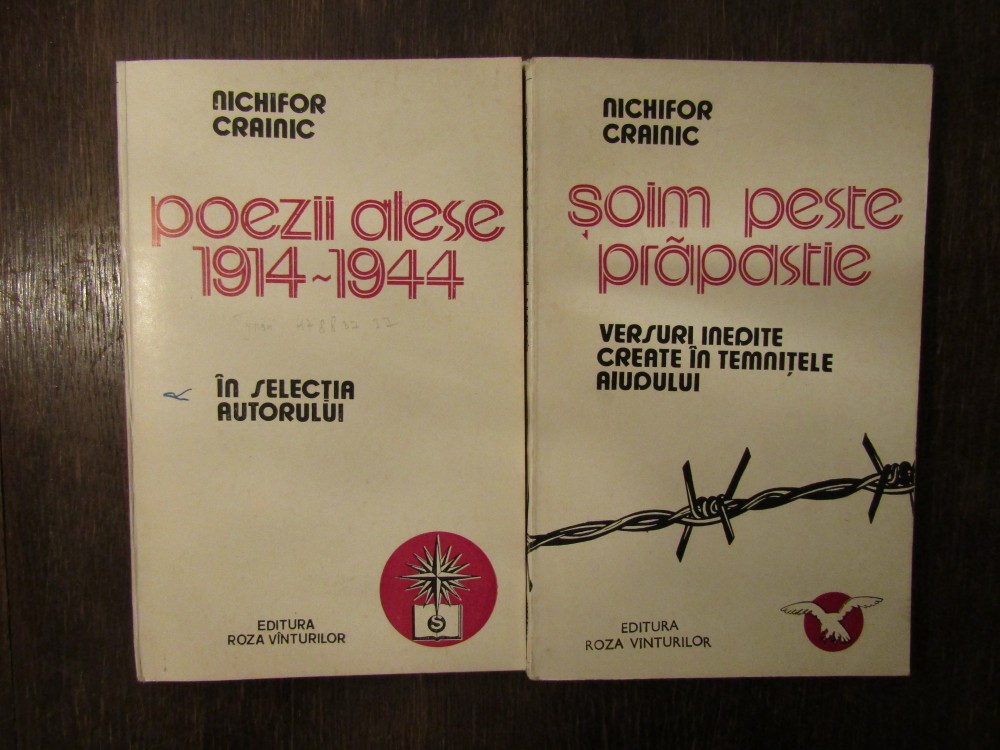 NICHIFOR
CRAINIC
poezii alese
1914~1944
ÎN SELECȚIA
AUTORULUI
EDITURA
ROZA VÎNTURILOR
NICHIFOR
CRAINIC
șoim peste
prăpastie
VERSURI INEDITE
CREATE ÎN TEMNIȚELE
AIUDULUI
EDITURA
ROZA VÎNTURILOR